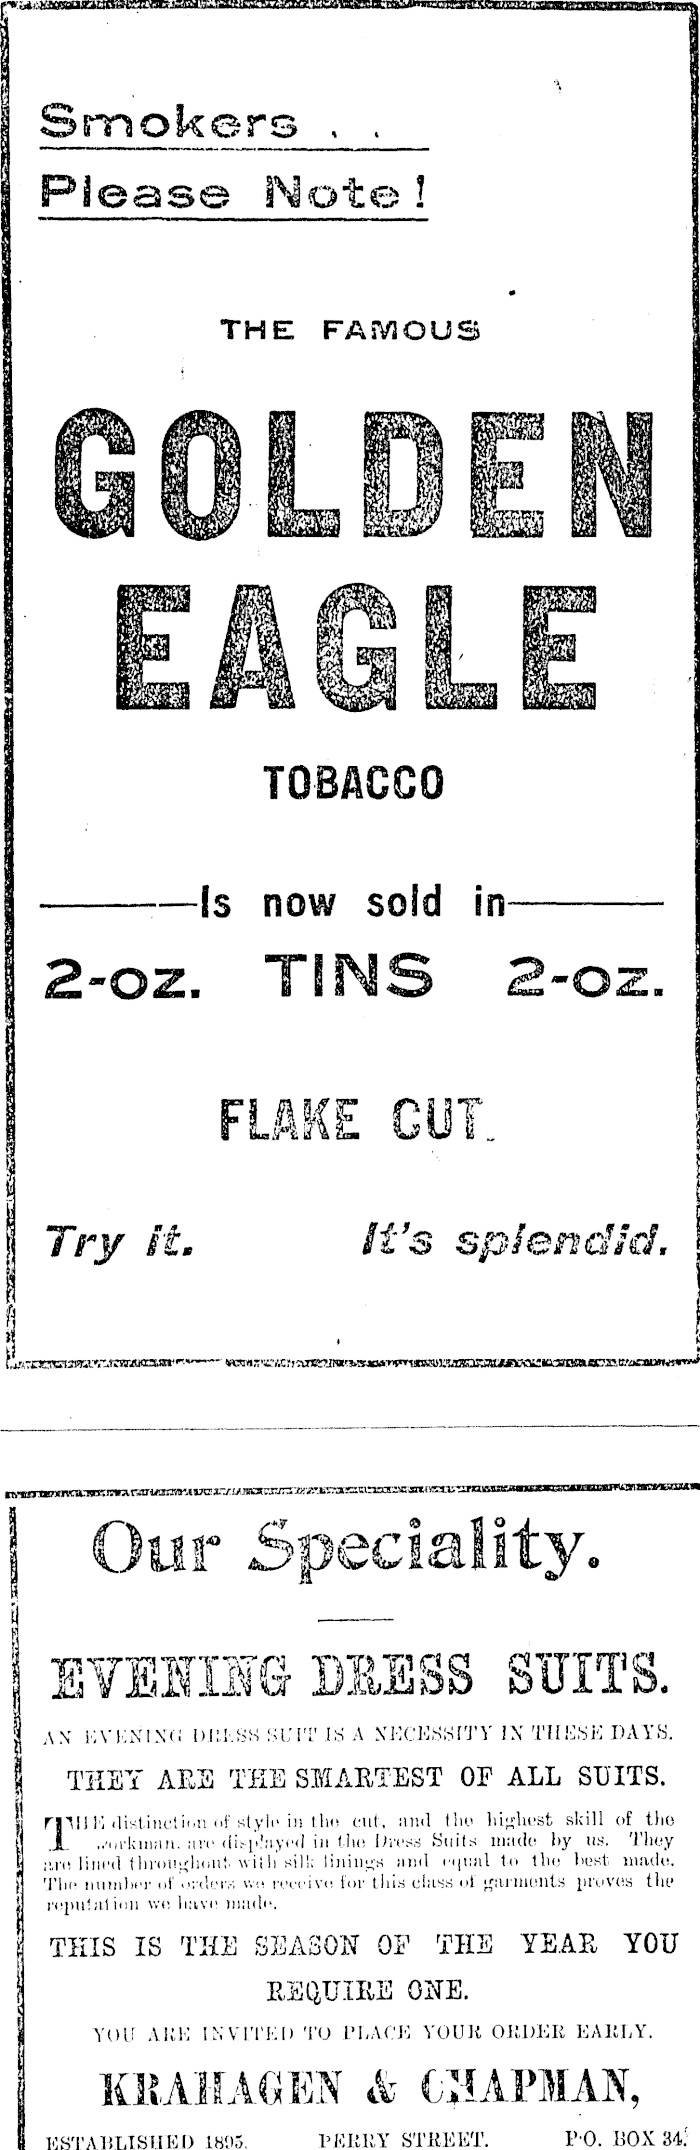 Smokers . .
Please Note!
THE FAMOUS
GOLDEN
EAGLE
TOBACCO
Is now sold in
2-oz. TINS 2-oz.
FLAKE CUT.
Try it. It's splendid.
Our Speciality.
EVENING DRESS SUITS.
AN EVENING DRESS SUIT IS A NECESSITY IN THESE DAYS.
THEY ARE THE SMARTEST OF ALL SUITS.
THE distinction of style in the cut, and the highest skill of the
workman, are displayed in the Dress Suits made by us. They
are lined throughout with silk linings and equal to the best made.
The number of orders we receive for this class of garments proves the
reputation we have made.
THIS IS THE SEASON OF THE YEAR YOU
REQUIRE ONE.
YOU ARE INVITED TO PLACE YOUR ORDER EARLY.
KRAHAGEN & CHAPMAN,
ESTABLISHED 1895. PERRY STREET. P.O. BOX 34.